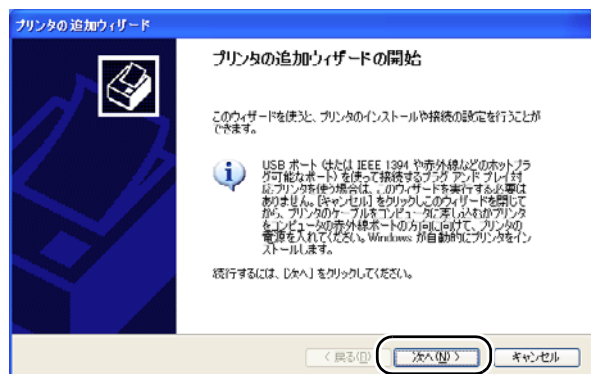 プリンタの追加ウィザード
プリンタの追加ウィザードの開始
このウィザードを使うと、プリンタのインストールや接続の設定を行うことが
できます。
USB ポート (または IEEE 1394 や赤外線などのホットプラ
グ可能なポート) を使って接続するプラグ アンド プレイ対
応プリンタを使う場合は、このウィザードを実行する必要は
ありません。[キャンセル] をクリックしこのウィザードを閉じて
から、プリンタのケーブルをコンピュータに差し込むかプリンタ
をコンピュータの赤外線ポートの方向に向けて、プリンタの
電源を入れてください。Windows が自動的にプリンタをイン
ストールします。
続行するには、[次へ] をクリックしてください。
< 戻る(B)
次へ(N) >
キャンセル